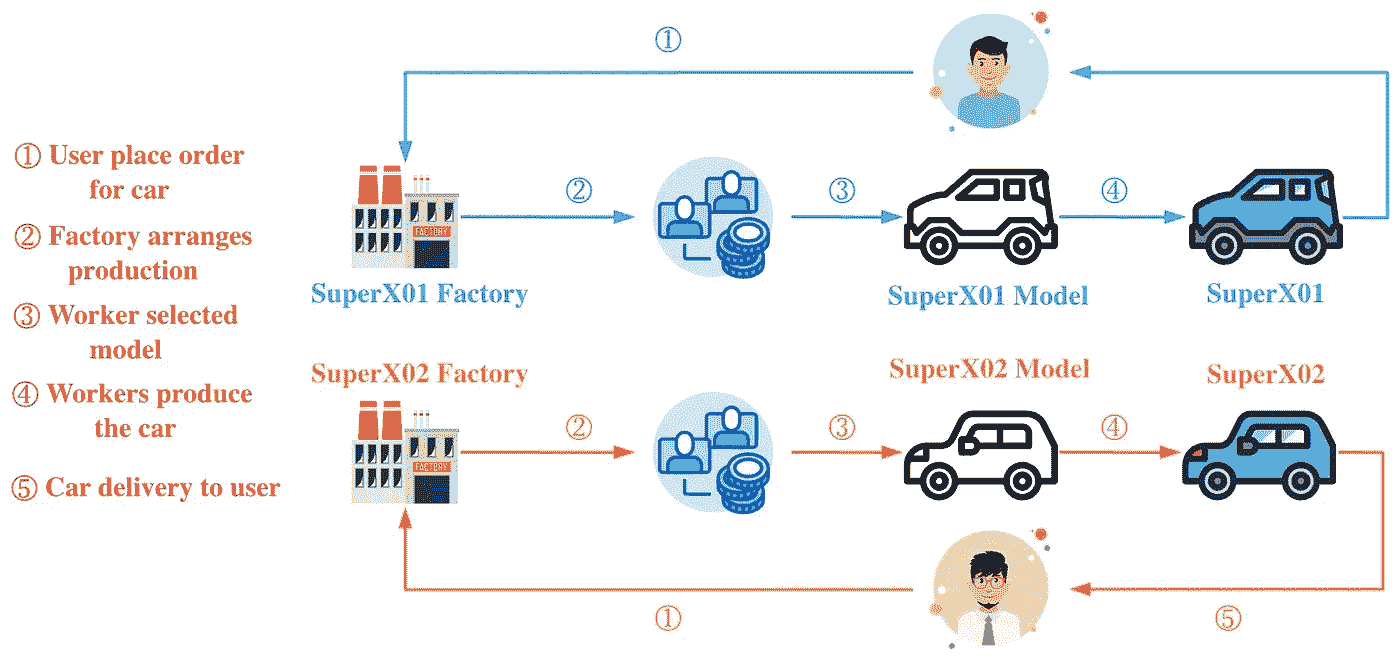 ①
① User place order
for car
② Factory arranges
production
③ Worker selected
model
④ Workers produce
the car
⑤ Car delivery to user
② ③ ④
FACTORY
SuperX01 Factory SuperX01 Model SuperX01
SuperX02 Factory SuperX02 Model SuperX02
② ③ ④
FACTORY
① ⑤